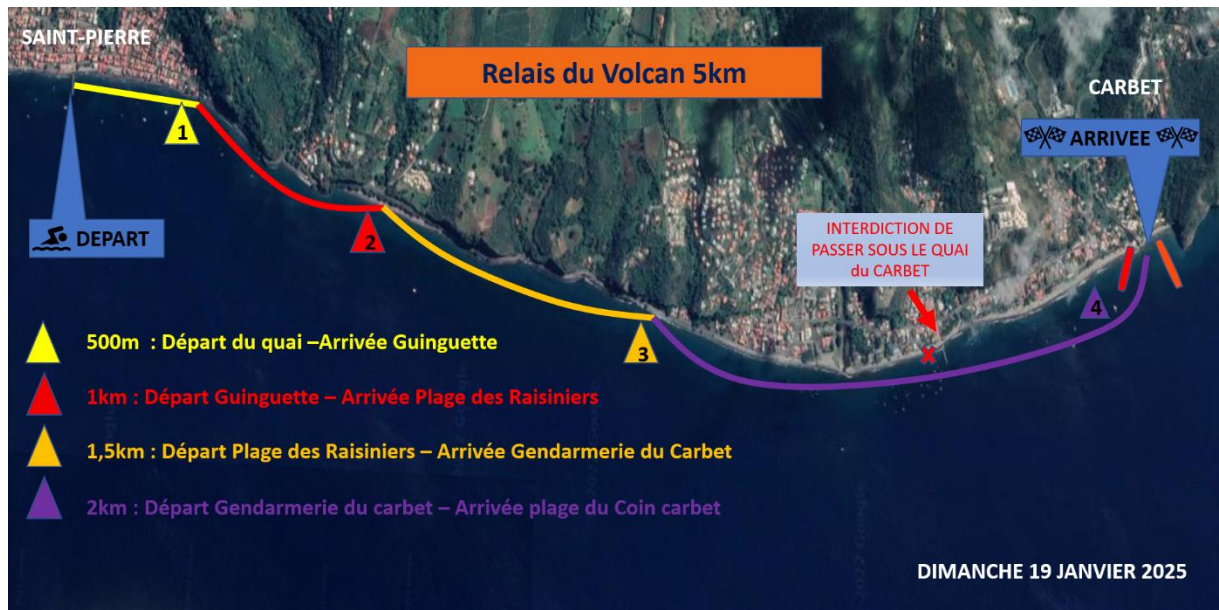 SAINT-PIERRE
Relais du Volcan 5km
CARBET
ARRIVEE
1
2
DEPART
INTERDICTION DE
PASSER SOUS LE QUAI
du CARBET
4
3
x
500m : Départ du quai –Arrivée Guinguette
1km : Départ Guinguette – Arrivée Plage des Raisiniers
1,5km : Départ Plage des Raisiniers – Arrivée Gendarmerie du Carbet
2km : Départ Gendarmerie du carbet – Arrivée plage du Coin carbet
DIMANCHE 19 JANVIER 2025